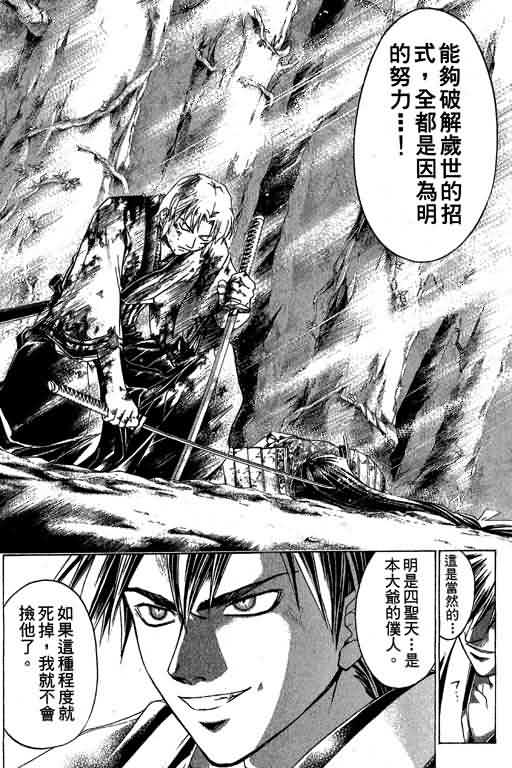 能夠破解歲世的招
式，全都是因為明
的努力…！
這是當然的…
明是四聖天…是
本大爺的僕人。
如果這種程度就
死掉，我就不會
撿他了。